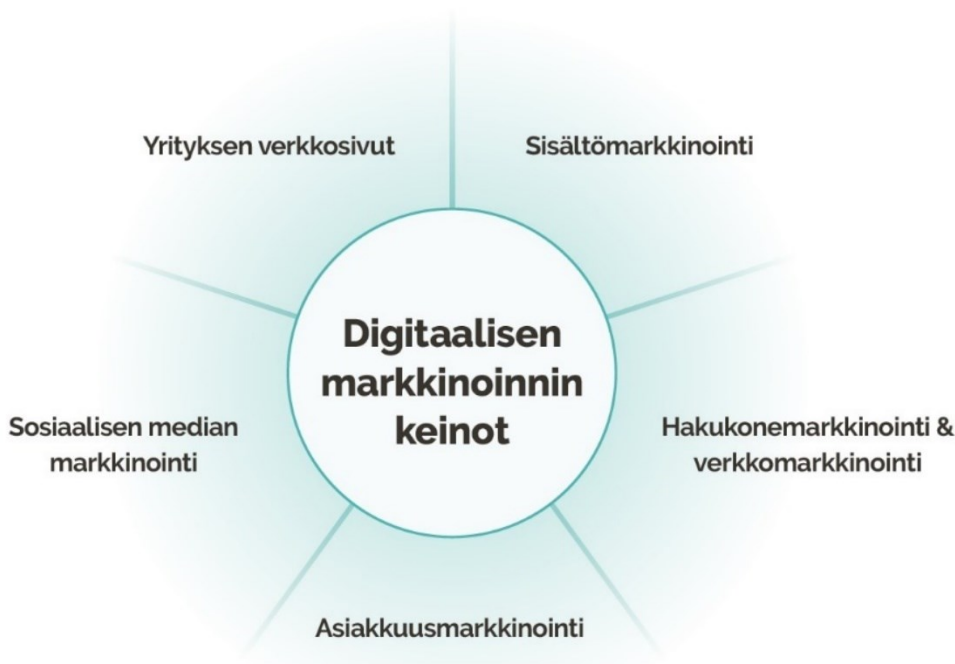 Yrityksen verkkosivut
Sisältömarkkinointi
Digitaalisen
markkinoinnin
keinot
Sosiaalisen median
markkinointi
Hakukonemarkkinointi &
verkkomarkkinointi
Asiakkuusmarkkinointi